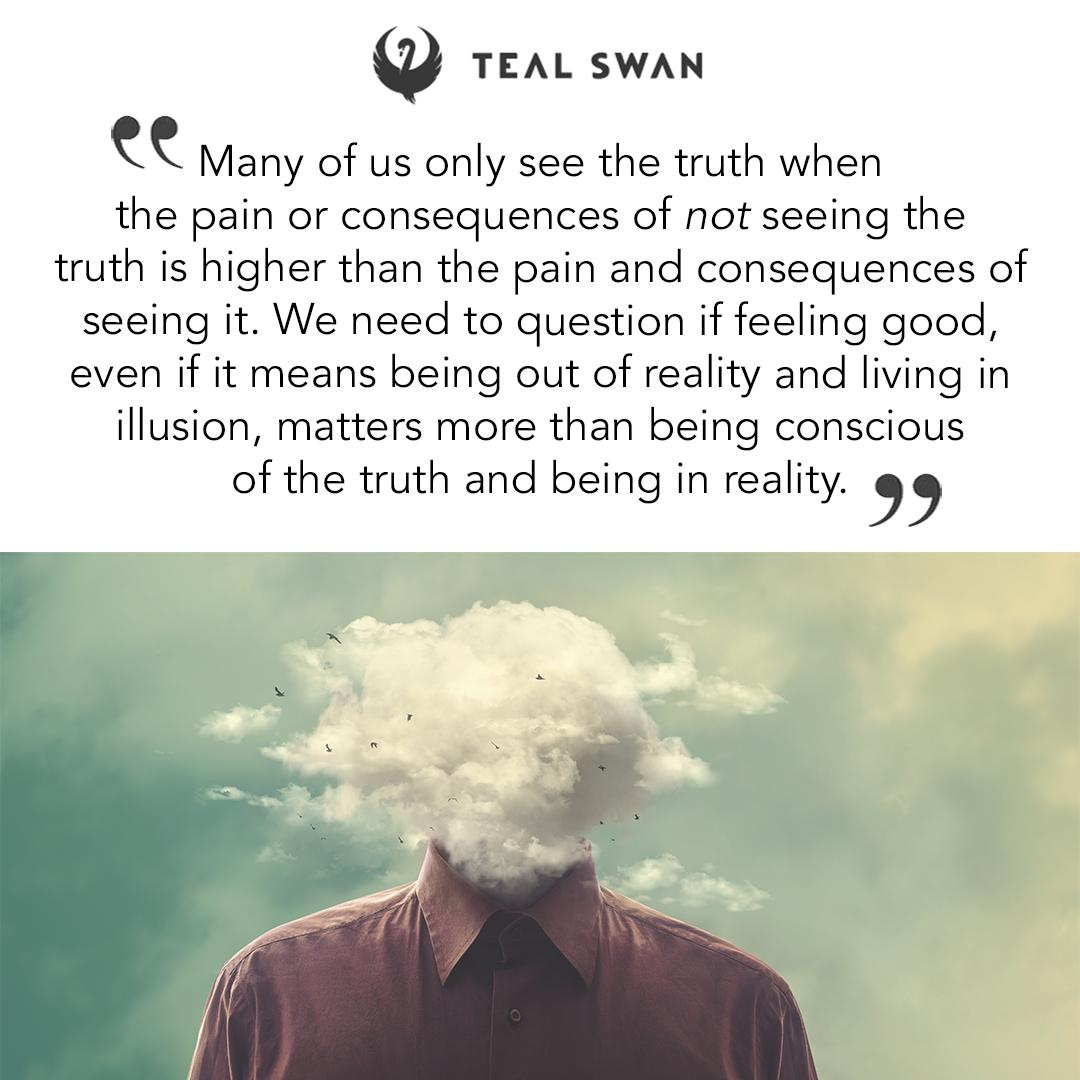 TEAL SWAN
“Many of us only see the truth when
the pain or consequences of not seeing the
truth is higher than the pain and consequences of
seeing it. We need to question if feeling good,
even if it means being out of reality and living in
illusion, matters more than being conscious
of the truth and being in reality.”